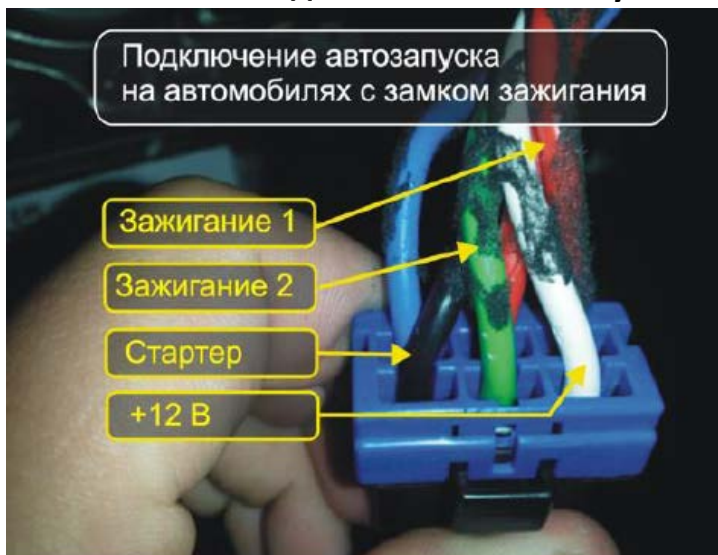 Подключение автозапуска
на автомобилях с замком зажигания
Зажигание 1
Зажигание 2
Стартер
+12 В